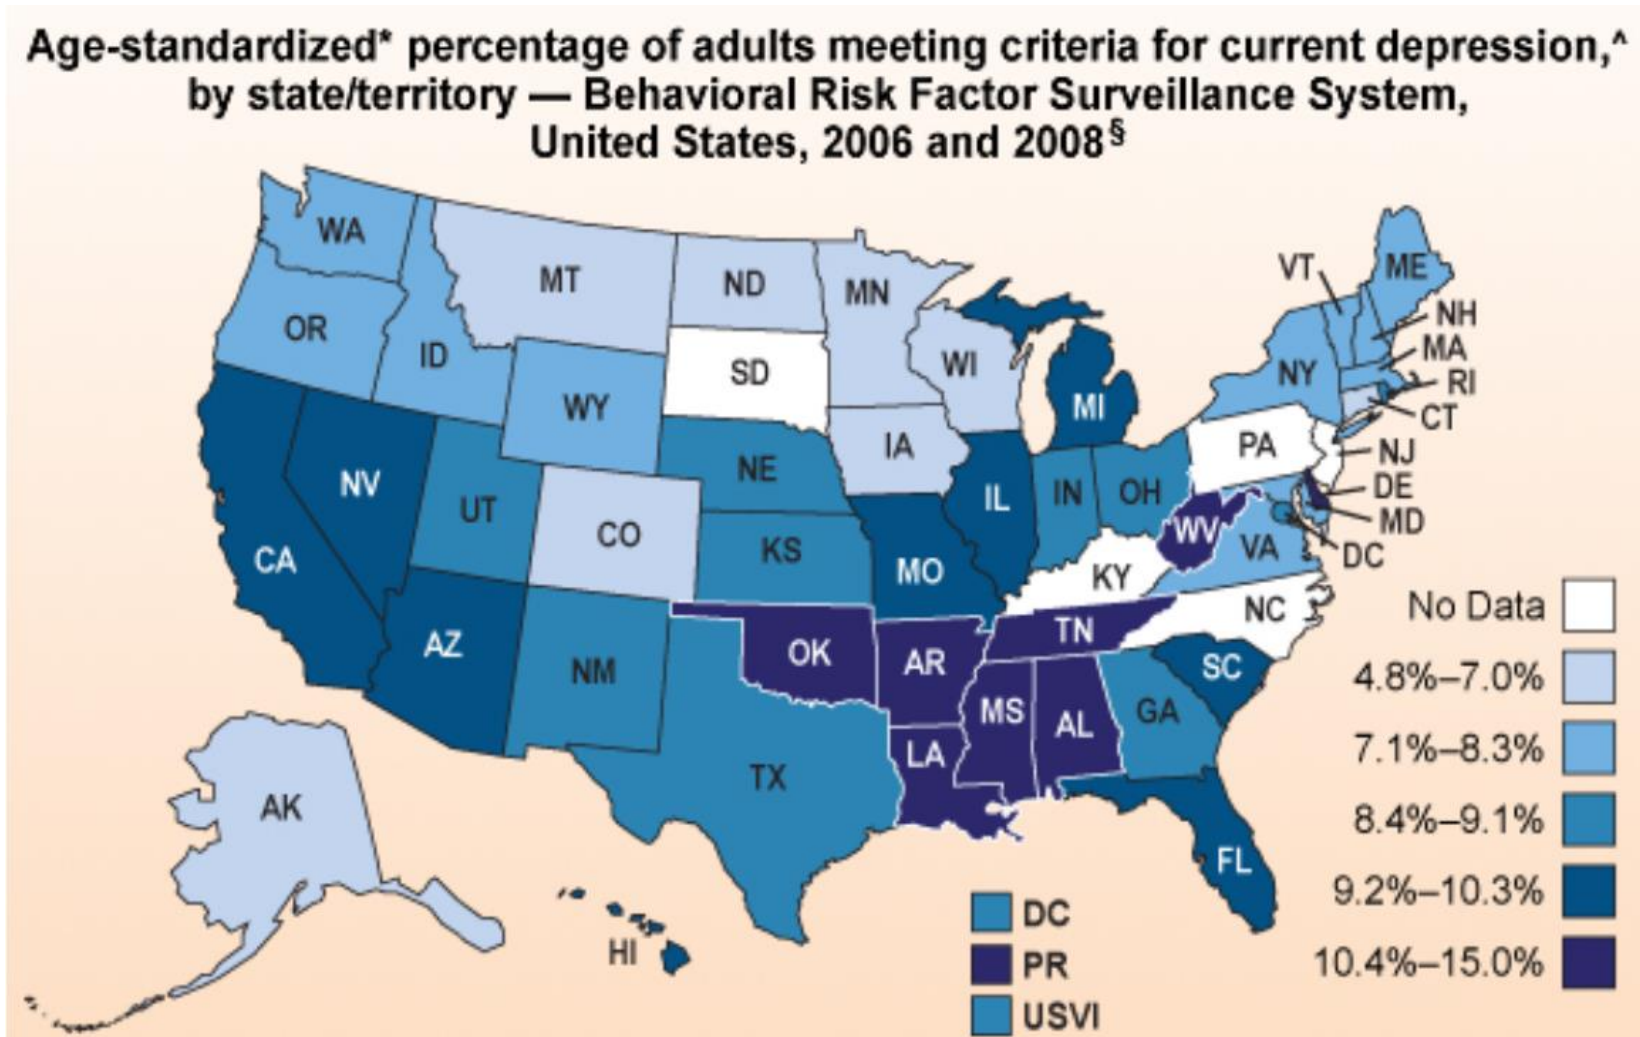 Age-standardized* percentage of adults meeting criteria for current depression,^
by state/territory — Behavioral Risk Factor Surveillance System,
United States, 2006 and 2008§
WA
MT
ND
MN
VT
ME
OR
ID
WY
SD
WI
MI
NY
NH
MA
RI
CT
NV
UT
CO
NE
IA
IL
IN
OH
PA
NJ
DE
MD
DC
CA
AZ
NM
KS
MO
KY
WV
VA
NC
OK
AR
TN
SC
TX
LA
MS
AL
GA
FL
AK
HI
No Data
4.8%–7.0%
7.1%–8.3%
8.4%–9.1%
9.2%–10.3%
10.4%–15.0%
DC
PR
USVI